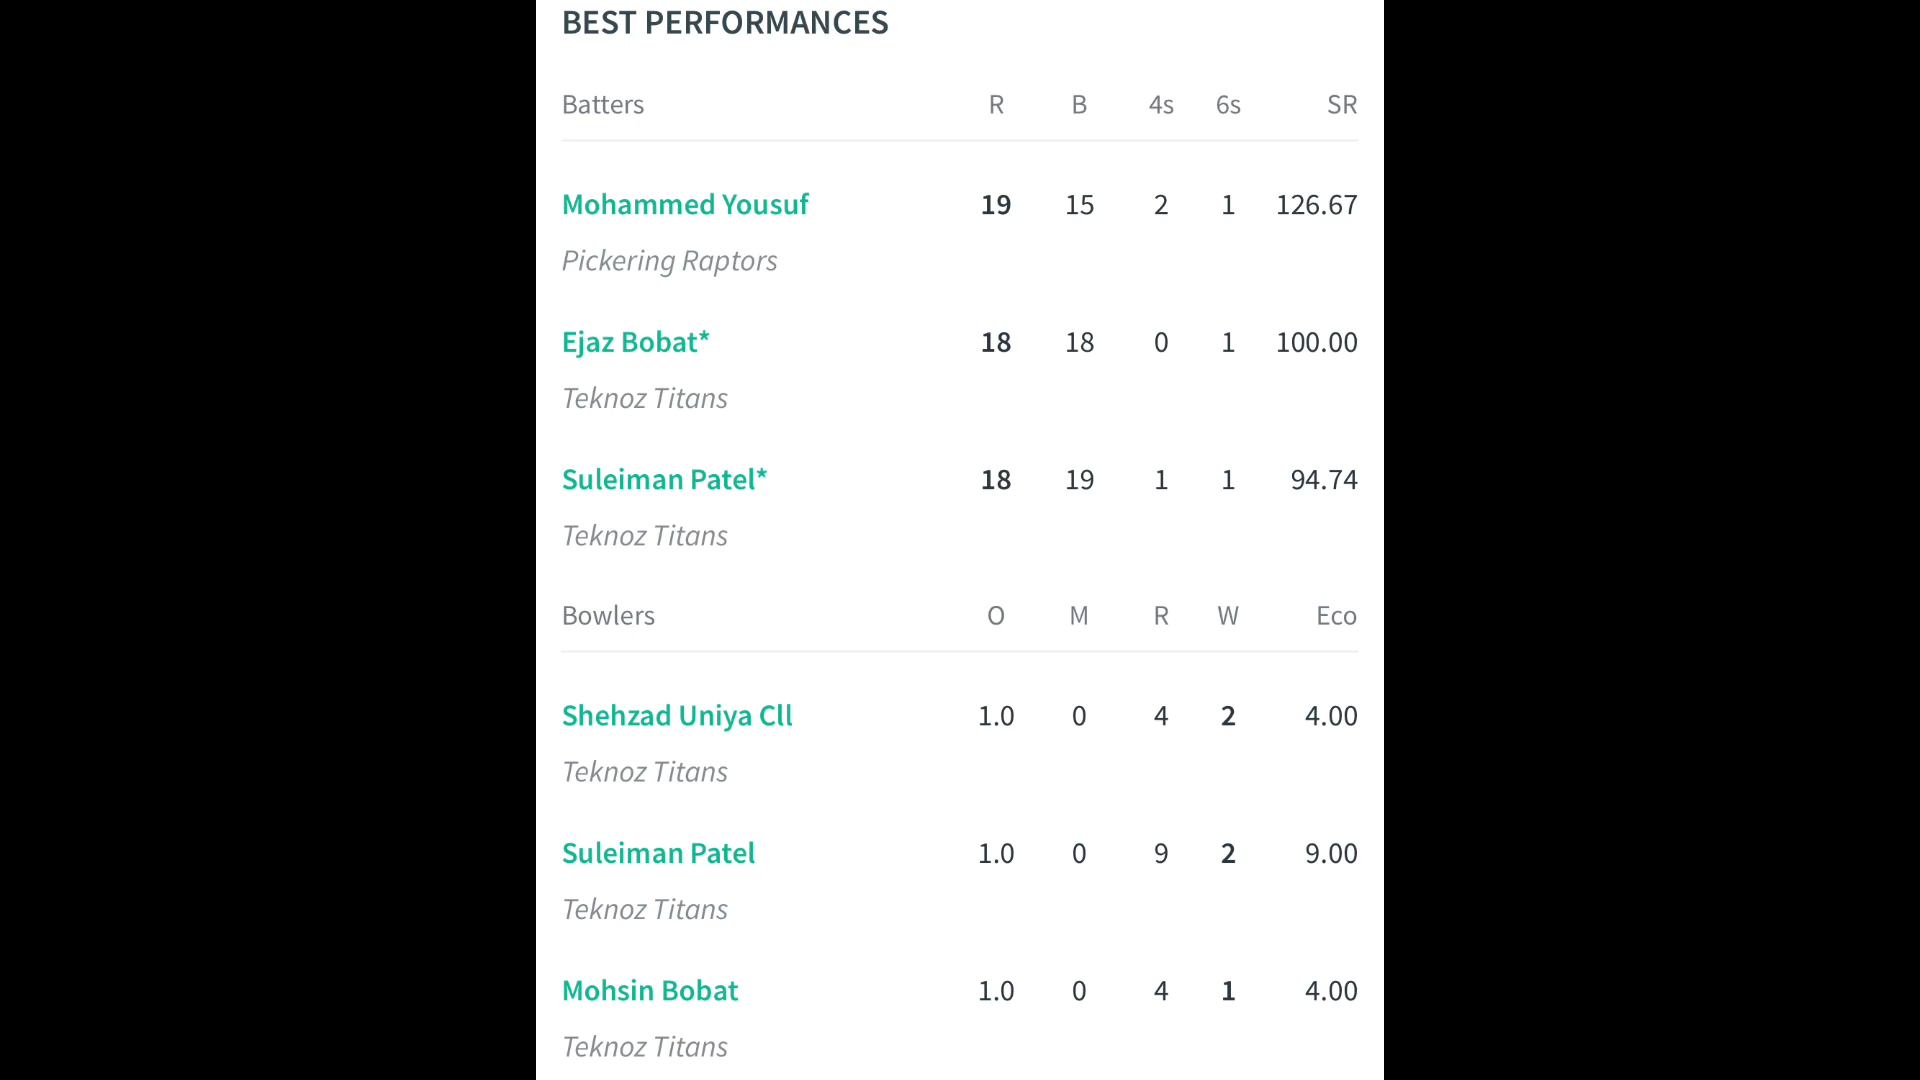 BEST PERFORMANCES
Batters R B 4s 6s SR
Mohammed Yousuf 19 15 2 1 126.67
Pickering Raptors
Ejaz Bobat* 18 18 0 1 100.00
Teknoz Titans
Suleiman Patel* 18 19 1 1 94.74
Teknoz Titans
Bowlers O M R W Eco
Shehzad Uniya Cll 1.0 0 4 2 4.00
Teknoz Titans
Suleiman Patel 1.0 0 9 2 9.00
Teknoz Titans
Mohsin Bobat 1.0 0 4 1 4.00
Teknoz Titans